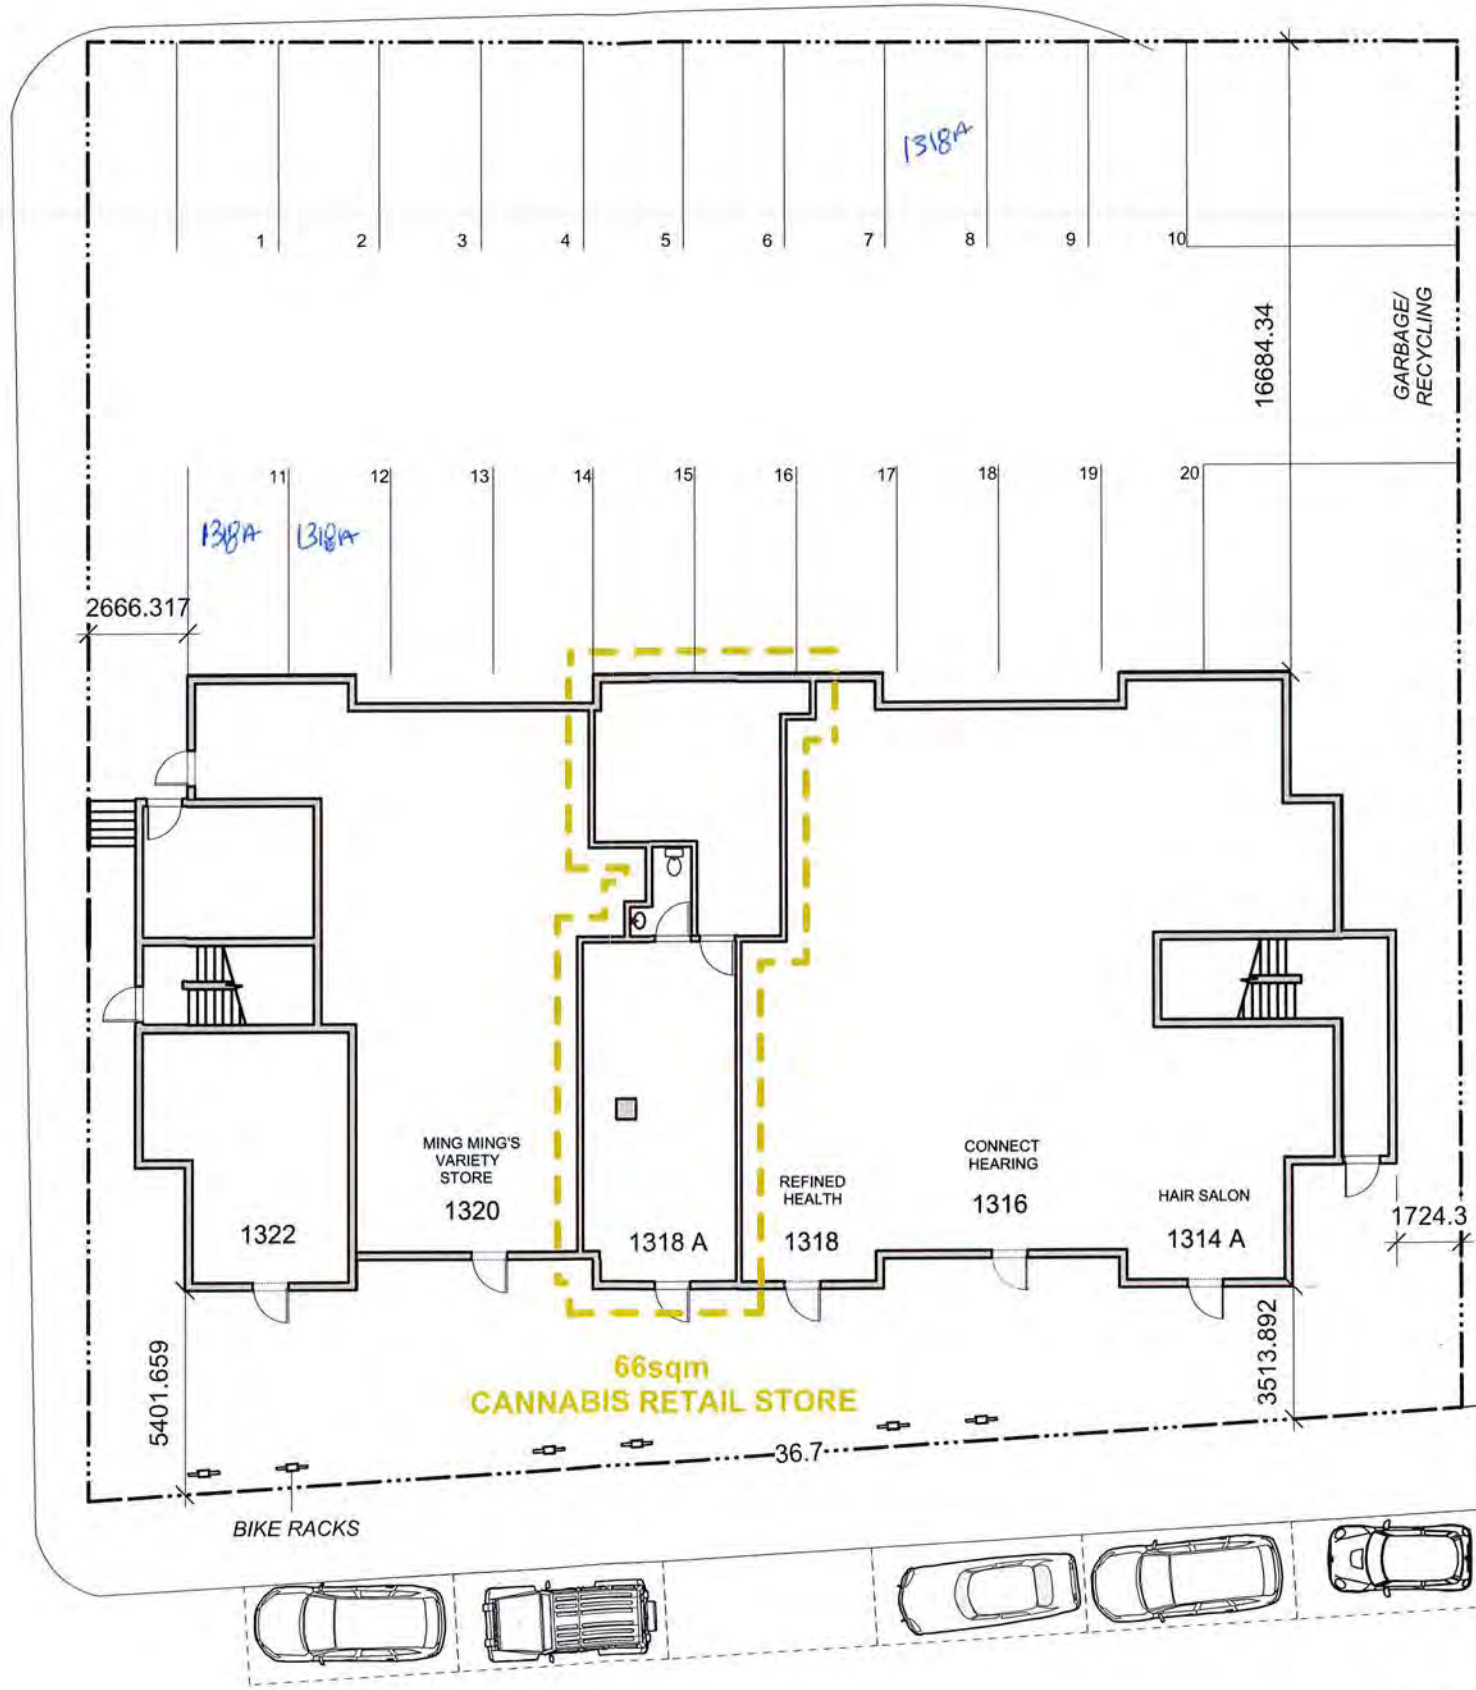 1318A
1
2
3
4
5
6
7
8
9
10
16684.34
GARBAGE/
RECYCLING
11
12
13
14
15
16
17
18
19
20
1318A
1318A
2666.317
MING MING'S
VARIETY
STORE
1320
CONNECT
HEARING
1316
REFINED
HEALTH
1318
HAIR SALON
1314 A
1322
1318 A
1724.3
5401.659
3513.892
66sqm
CANNABIS RETAIL STORE
36.7
BIKE RACKS